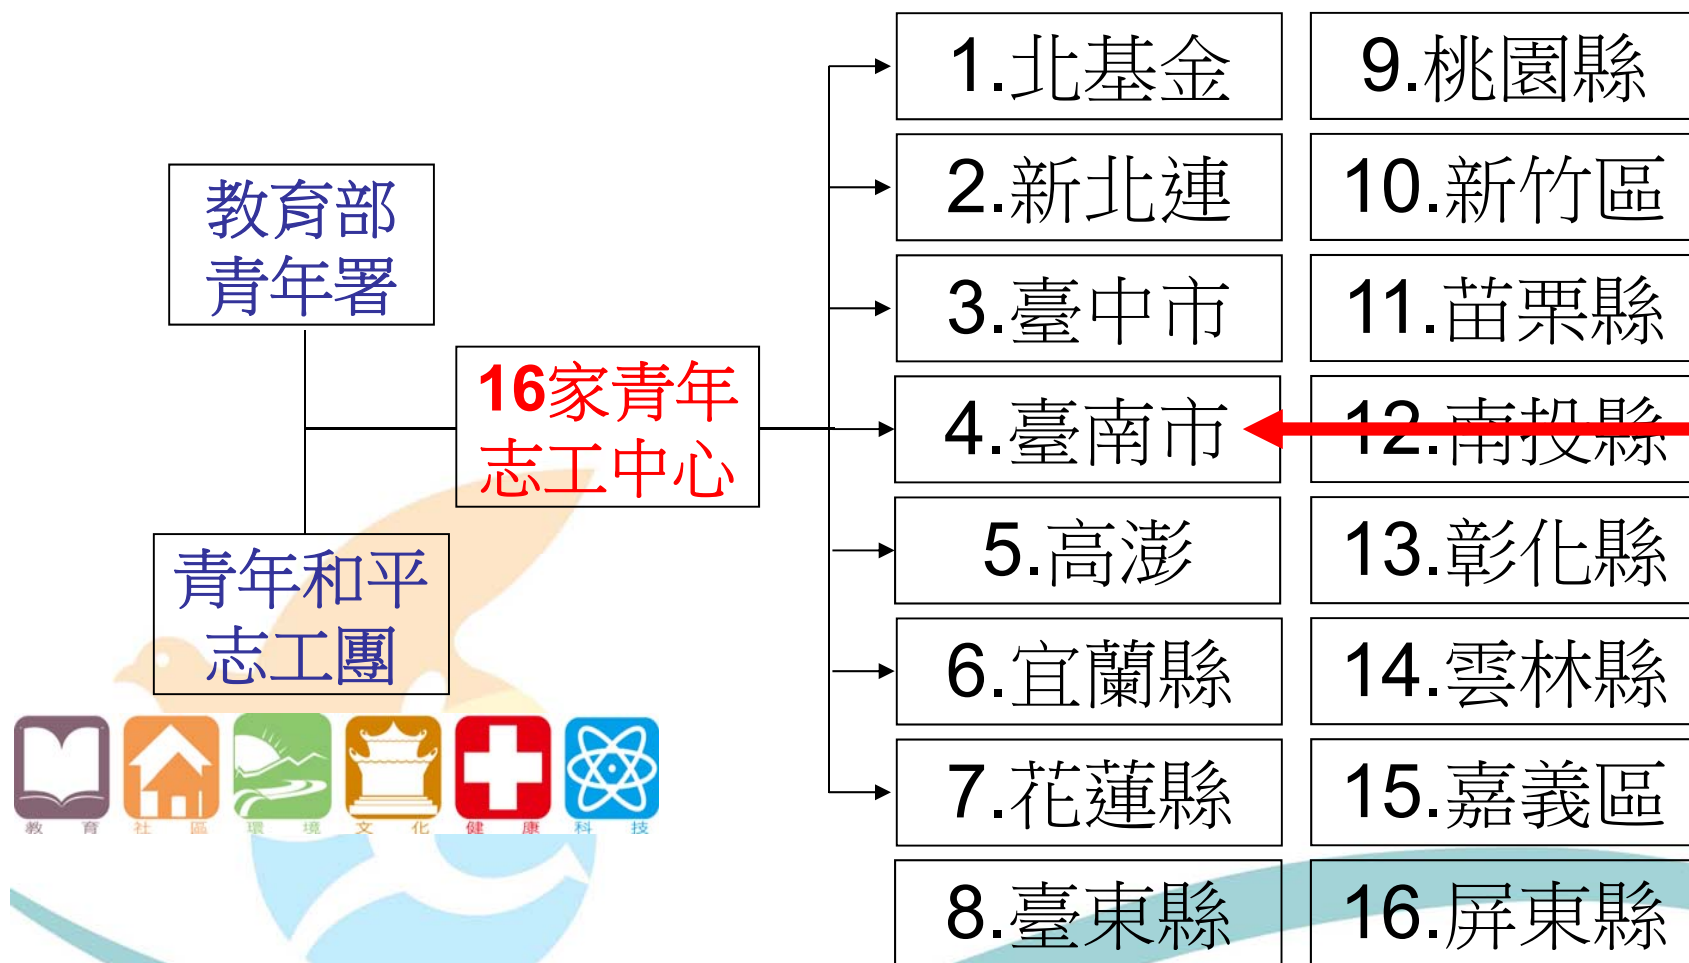 教育部
青年署
16家青年
志工中心
青年和平
志工團
1.北基金
2.新北連
3.臺中市
4.臺南市
5.高澎
6.宜蘭縣
7.花蓮縣
8.臺東縣
9.桃園縣
10.新竹區
11.苗栗縣
12.南投縣
13.彰化縣
14.雲林縣
15.嘉義區
16.屏東縣
教育
社區
環境
文化
健康
科技